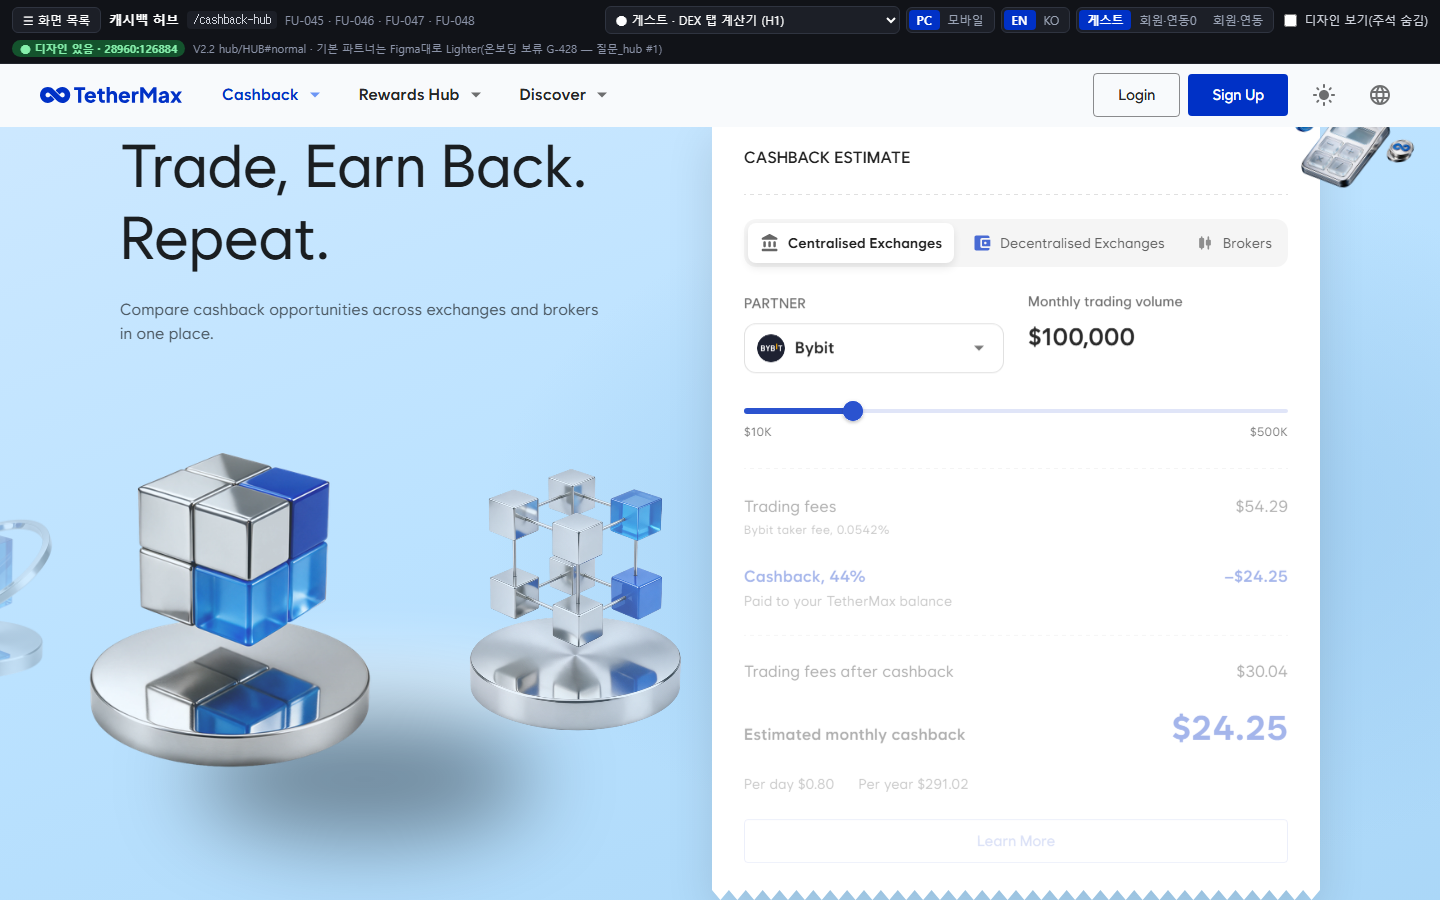 ☰ 화면 목록 캐시백 허브 /cashback-hub FU-045 · FU-046 · FU-047 · FU-048 ● 게스트 · DEX 탭 계산기 (H1) PC 모바일 EN KO 게스트 회원·연동0 회원·연동 디자인 보기(주석 숨김)
● 디자인 있음 · 28960:126884 V2.2 hub/HUB#normal · 기본 파트너는 Figma대로 Lighter(온보딩 보류 G-428 — 질문_hub #1)
TetherMax Cashback Rewards Hub Discover Login Sign Up
Trade, Earn Back.
Repeat.
Compare cashback opportunities across exchanges and brokers
in one place.
CASHBACK ESTIMATE
Centralised Exchanges Decentralised Exchanges Brokers
PARTNER Monthly trading volume
BYBIT Bybit $100,000
$10K $500K
Trading fees $54.29
Bybit taker fee, 0.0542%
Cashback, 44% –$24.25
Paid to your TetherMax balance
Trading fees after cashback $30.04
Estimated monthly cashback $24.25
Per day $0.80 Per year $291.02
Learn More